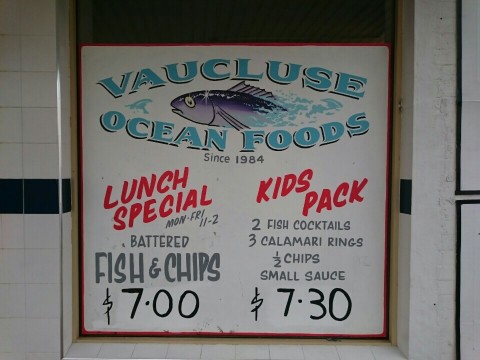 VAUCLUSE
OCEAN FOODS
Since 1984
LUNCH
SPECIAL
MON-FRI
11-2
BATTERED
FISH & CHIPS
$7.00
KIDS
PACK
2 FISH COCKTAILS
3 CALAMARI RINGS
½ CHIPS
SMALL SAUCE
$7.30